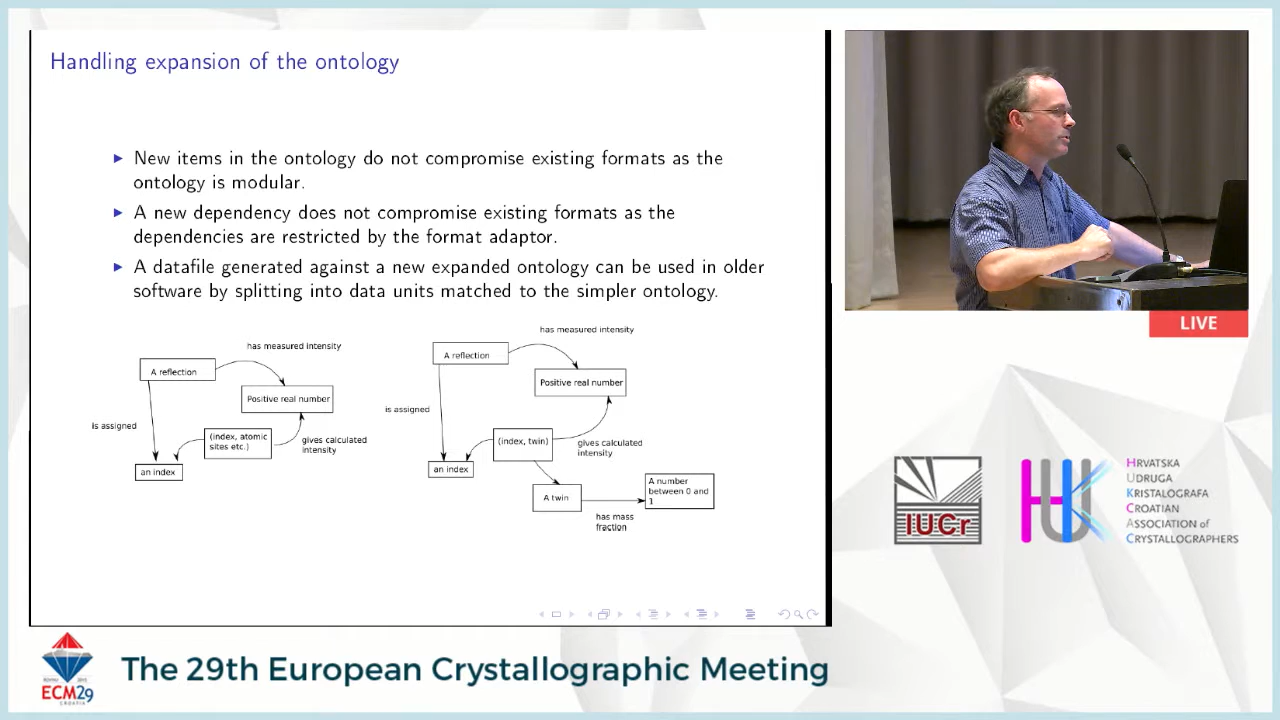 Handling expansion of the ontology
New items in the ontology do not compromise existing formats as the
ontology is modular.
A new dependency does not compromise existing formats as the
dependencies are restricted by the format adaptor.
A datafile generated against a new expanded ontology can be used in older
software by splitting into data units matched to the simpler ontology.
has measured intensity
A reflection
Positive real number
is assigned
(index, atomic
sites etc.)
gives calculated
intensity
an index
has measured intensity
A reflection
Positive real number
is assigned
(index, twin)
gives calculated
intensity
an index
A twin
A number
between 0 and
1
has mass
fraction
LIVE
IUCr
HUK
HRVATSKA
UDRUGA
KRISTALOGRAFA
CROATIAN
ASSOCIATION of
CRYSTALLOGRAPHERS
ECM29
CROATIA
The 29th European Crystallographic Meeting